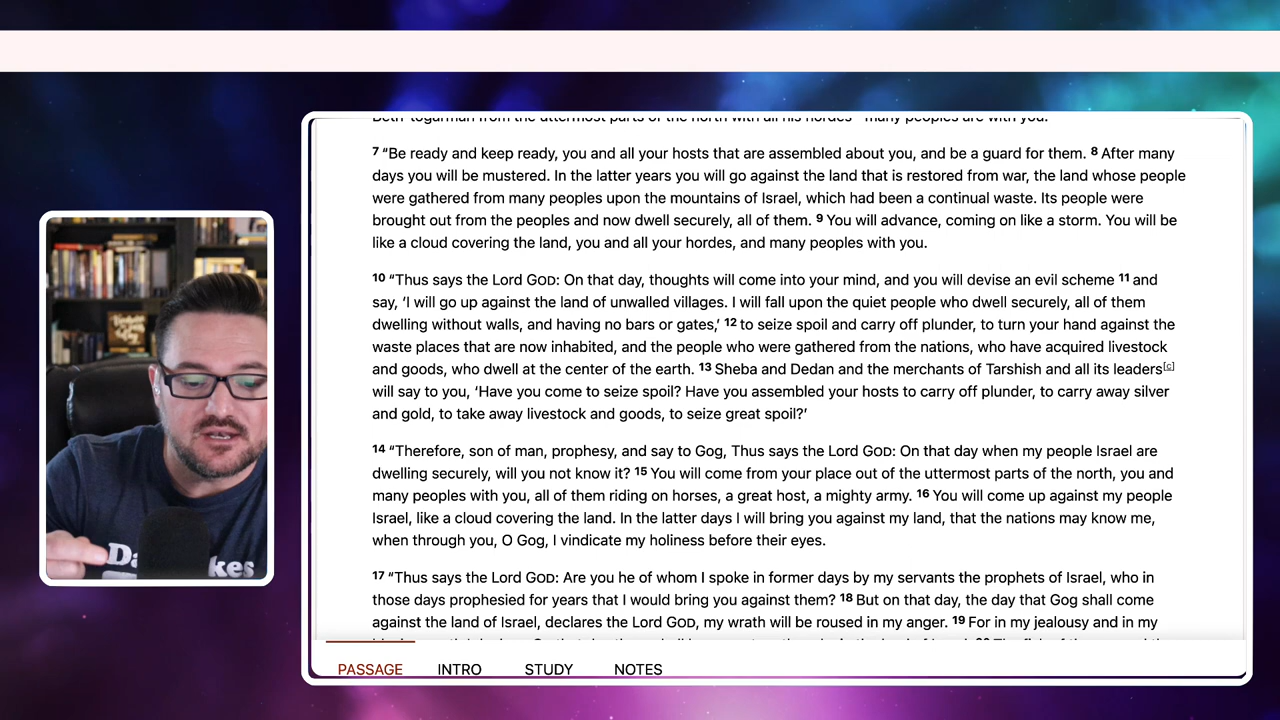 Beth-togarmah from the uttermost parts of the north with all his hordes—many peoples are with you.
7 “Be ready and keep ready, you and all your hosts that are assembled about you, and be a guard for them. 8 After many
days you will be mustered. In the latter years you will go against the land that is restored from war, the land whose people
were gathered from many peoples upon the mountains of Israel, which had been a continual waste. Its people were
brought out from the peoples and now dwell securely, all of them. 9 You will advance, coming on like a storm. You will be
like a cloud covering the land, you and all your hordes, and many peoples with you.
10 “Thus says the Lord GOD: On that day, thoughts will come into your mind, and you will devise an evil scheme 11 and
say, ‘I will go up against the land of unwalled villages. I will fall upon the quiet people who dwell securely, all of them
dwelling without walls, and having no bars or gates,’ 12 to seize spoil and carry off plunder, to turn your hand against the
waste places that are now inhabited, and the people who were gathered from the nations, who have acquired livestock
and goods, who dwell at the center of the earth. 13 Sheba and Dedan and the merchants of Tarshish and all its leaders[c]
will say to you, ‘Have you come to seize spoil? Have you assembled your hosts to carry off plunder, to carry away silver
and gold, to take away livestock and goods, to seize great spoil?’
14 “Therefore, son of man, prophesy, and say to Gog, Thus says the Lord GOD: On that day when my people Israel are
dwelling securely, will you not know it? 15 You will come from your place out of the uttermost parts of the north, you and
many peoples with you, all of them riding on horses, a great host, a mighty army. 16 You will come up against my people
Israel, like a cloud covering the land. In the latter days I will bring you against my land, that the nations may know me,
when through you, O Gog, I vindicate my holiness before their eyes.
17 “Thus says the Lord GOD: Are you he of whom I spoke in former days by my servants the prophets of Israel, who in
those days prophesied for years that I would bring you against them? 18 But on that day, the day that Gog shall come
against the land of Israel, declares the Lord GOD, my wrath will be roused in my anger. 19 For in my jealousy and in my
PASSAGE INTRO STUDY NOTES